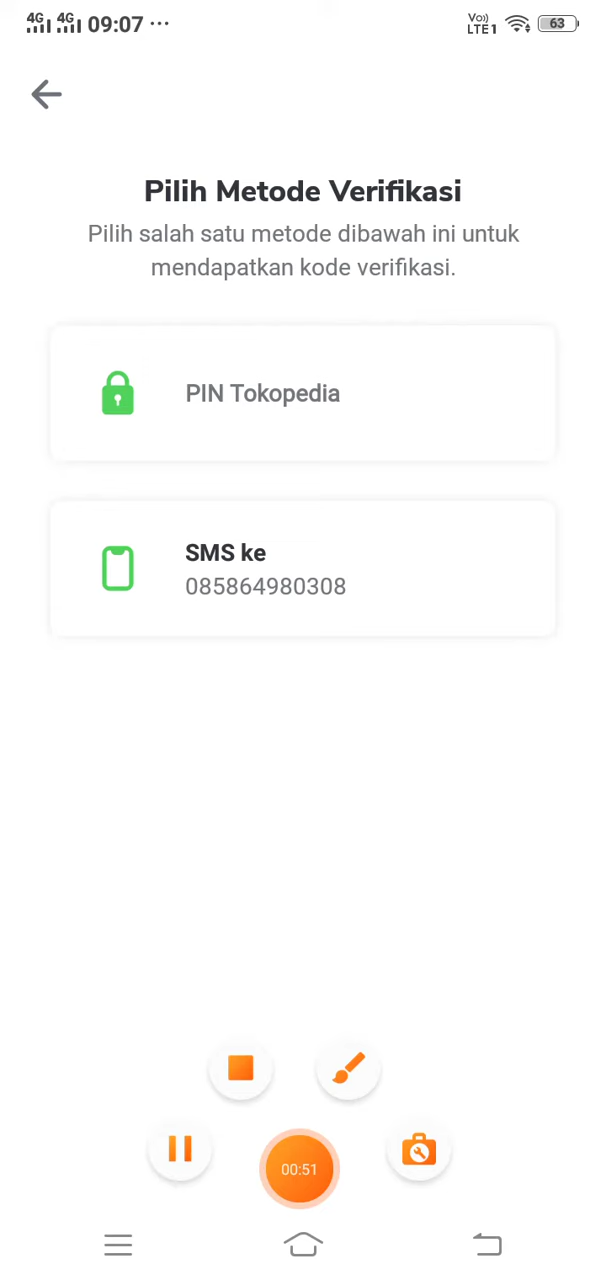 4G 4G 09:07 ···
Vo)) LTE1 63
Pilih Metode Verifikasi
Pilih salah satu metode dibawah ini untuk
mendapatkan kode verifikasi.
PIN Tokopedia
SMS ke
085864980308
00:51